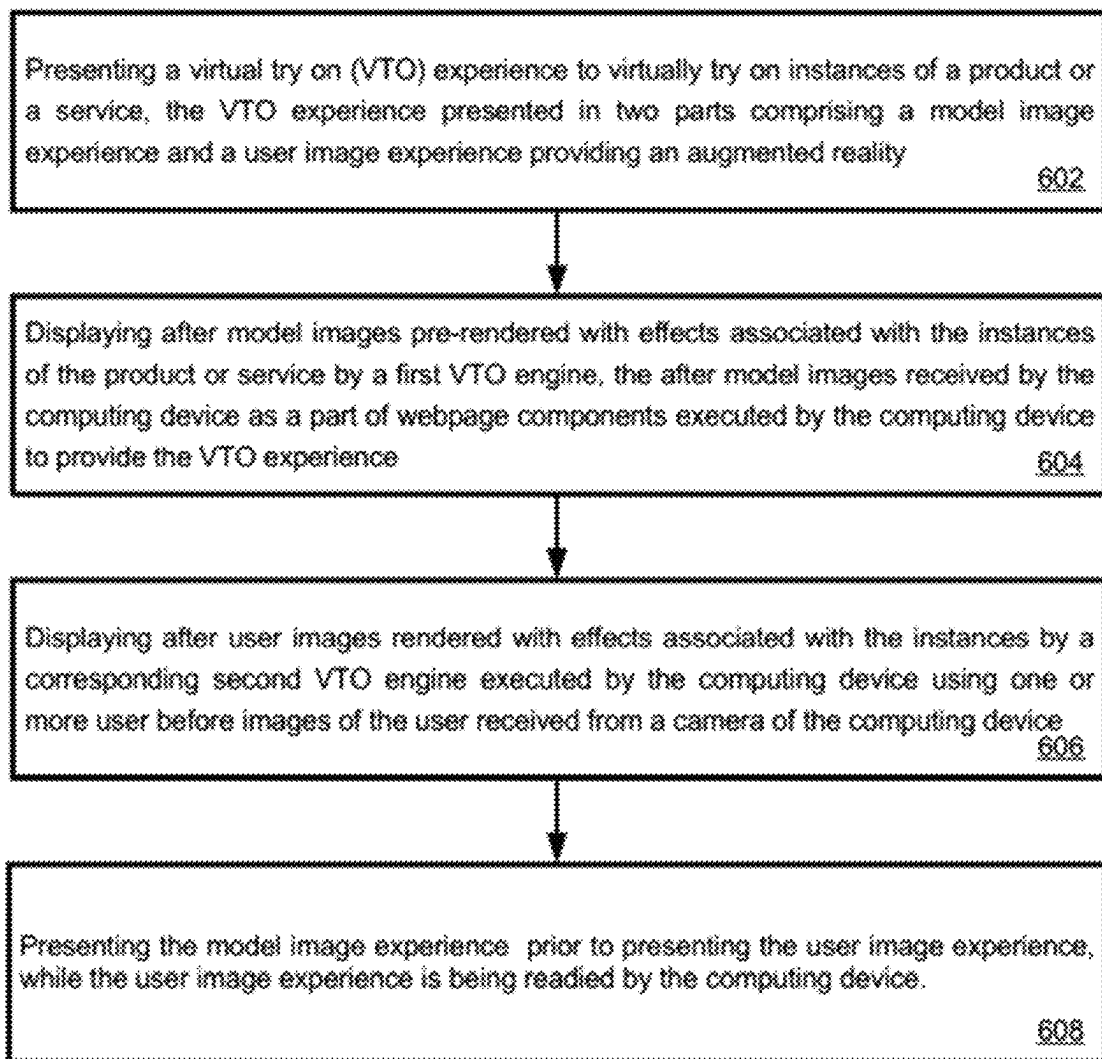 Presenting a virtual try on (VTO) experience to virtually try on instances of a product or
a service, the VTO experience presented in two parts comprising a model image
experience and a user image experience providing an augmented reality
602
Displaying after model images pre-rendered with effects associated with the instances
of the product or service by a first VTO engine, the after model images received by the
computing device as a part of webpage components executed by the computing device
to provide the VTO experience
604
Displaying after user images rendered with effects associated with the instances by a
corresponding second VTO engine executed by the computing device using one or
more user before images of the user received from a camera of the computing device
606
Presenting the model image experience prior to presenting the user image experience,
while the user image experience is being readied by the computing device.
608